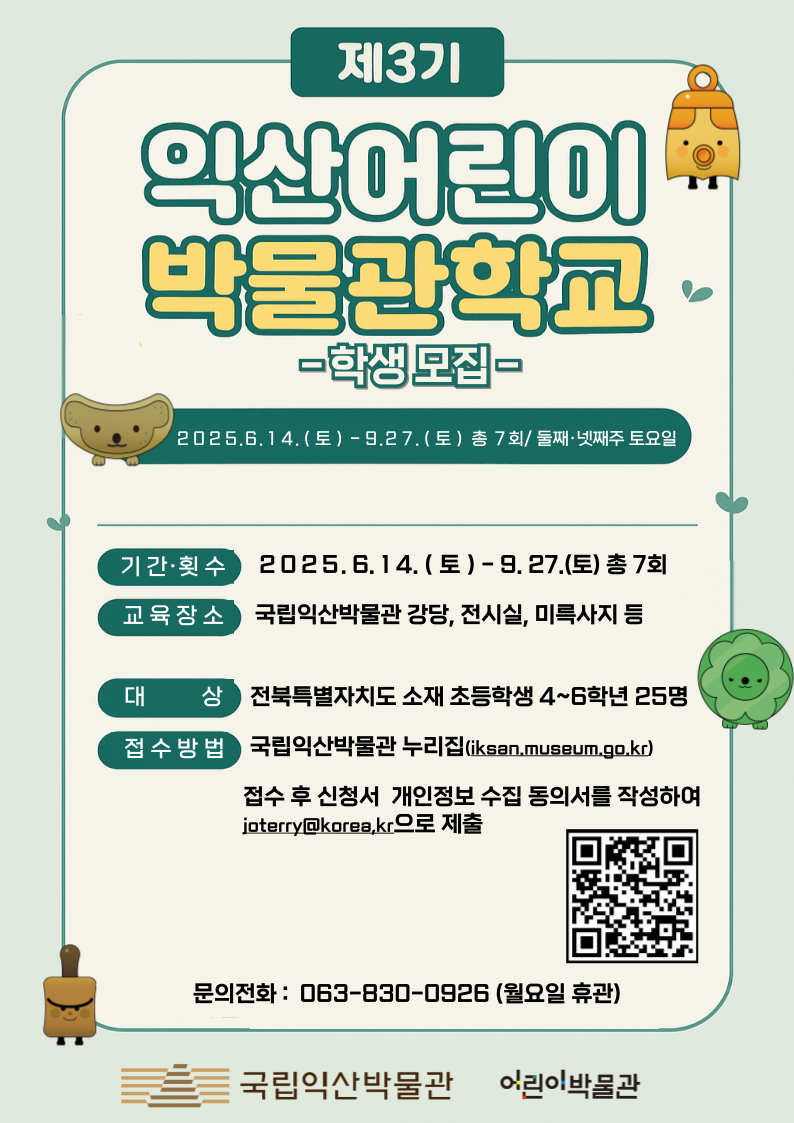 제3기
익산어린이
박물관학교
-학생 모집-
2025.6.14.(토) - 9.27.(토) 총 7회/ 둘째·넷째주 토요일
기간·횟수 2025.6.14.(토) - 9. 27.(토) 총 7회
교육장소 국립익산박물관 강당, 전시실, 미륵사지 등
대 상 전북특별자치도 소재 초등학생 4~6학년 25명
접수방법 국립익산박물관 누리집(iksan.museum.go.kr)
접수 후 신청서 개인정보 수집 동의서를 작성하여
joterry@korea,kr으로 제출
문의전화 : 063-830-0926 (월요일 휴관)
국립익산박물관 어린이박물관